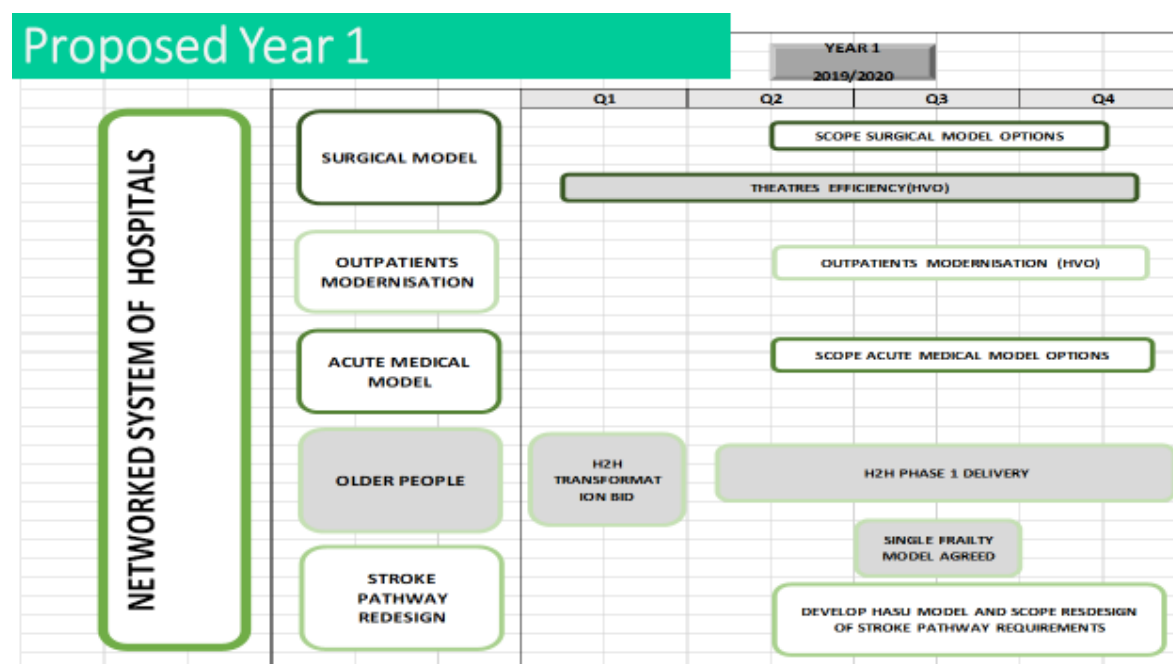 Proposed Year 1
YEAR 1
2019/2020
Q1
Q2
Q3
Q4
NETWORKED SYSTEM OF HOSPITALS
SURGICAL MODEL
SCOPE SURGICAL MODEL OPTIONS
THEATRES EFFICIENCY(HVO)
OUTPATIENTS
MODERNISATION
OUTPATIENTS MODERNISATION (HVO)
ACUTE MEDICAL
MODEL
SCOPE ACUTE MEDICAL MODEL OPTIONS
OLDER PEOPLE
H2H
TRANSFORMAT
ION BID
H2H PHASE 1 DELIVERY
SINGLE FRAILTY
MODEL AGREED
STROKE
PATHWAY
REDESIGN
DEVELOP HASU MODEL AND SCOPE RESDESIGN
OF STROKE PATHWAY REQUIREMENTS